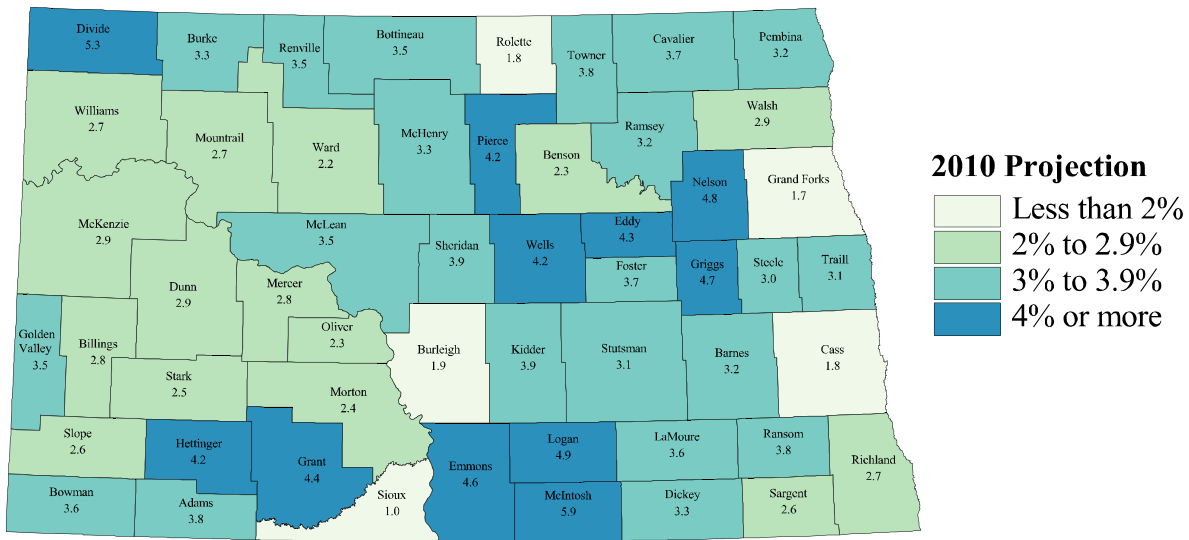 Divide
5.3
Burke
3.3
Renville
3.5
Bottineau
3.5
Rolette
1.8
Towner
3.8
Cavalier
3.7
Pembina
3.2
Williams
2.7
Mountrail
2.7
Ward
2.2
McHenry
3.3
Pierce
4.2
Benson
2.3
Ramsey
3.2
Walsh
2.9
Nelson
4.8
Grand Forks
1.7
McKenzie
2.9
McLean
3.5
Sheridan
3.9
Wells
4.2
Eddy
4.3
Foster
3.7
Griggs
4.7
Steele
3.0
Traill
3.1
Dunn
2.9
Mercer
2.8
Oliver
2.3
Golden
Valley
3.5
Billings
2.8
Stark
2.5
Morton
2.4
Burleigh
1.9
Kidder
3.9
Stutsman
3.1
Barnes
3.2
Cass
1.8
Slope
2.6
Hettinger
4.2
Grant
4.4
Emmons
4.6
Logan
4.9
LaMoure
3.6
Ransom
3.8
Richland
2.7
Bowman
3.6
Adams
3.8
Sioux
1.0
McIntosh
5.9
Dickey
3.3
Sargent
2.6
2010 Projection
Less than 2%
2% to 2.9%
3% to 3.9%
4% or more